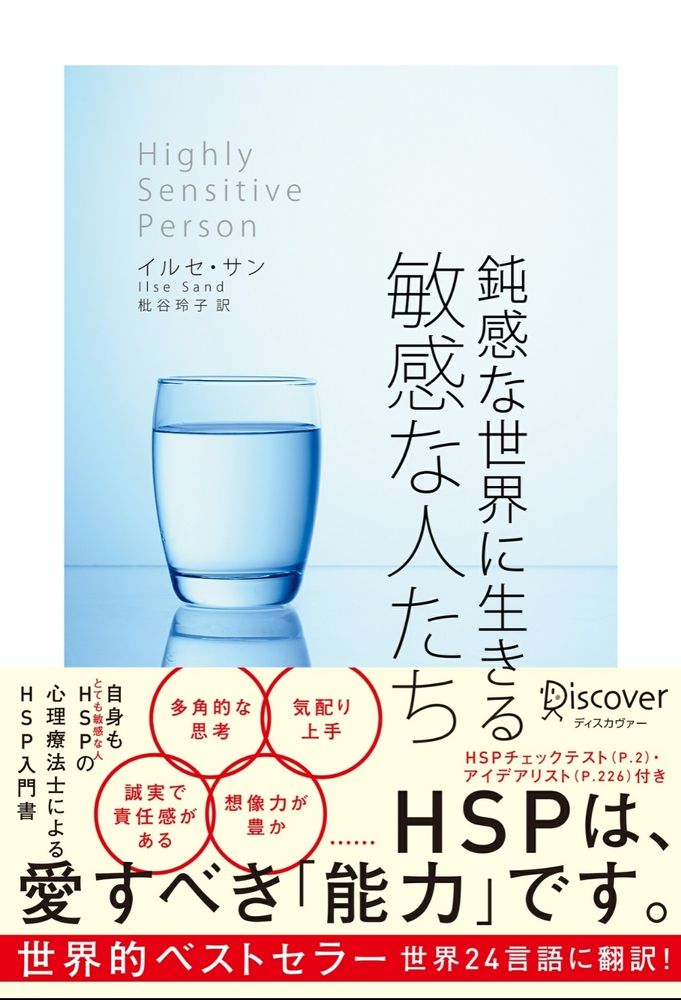 Highly
Sensitive
Person
イルセ・サン
Ilse Sand
枇谷玲子 訳
鈍感な世界に生きる
敏感な人たち
自身も
HSPの
とても敏感な人
心理療法士による
HSP入門書
多角的な
思考
気配り
上手
誠実で
責任感が
ある
想像力が
豊か
Discover
ディスカヴァー
HSPチェックテスト(P.2)・
アイデアリスト(P.226)付き
……HSPは、
愛すべき「能力」です。
世界的ベストセラー 世界24言語に翻訳!